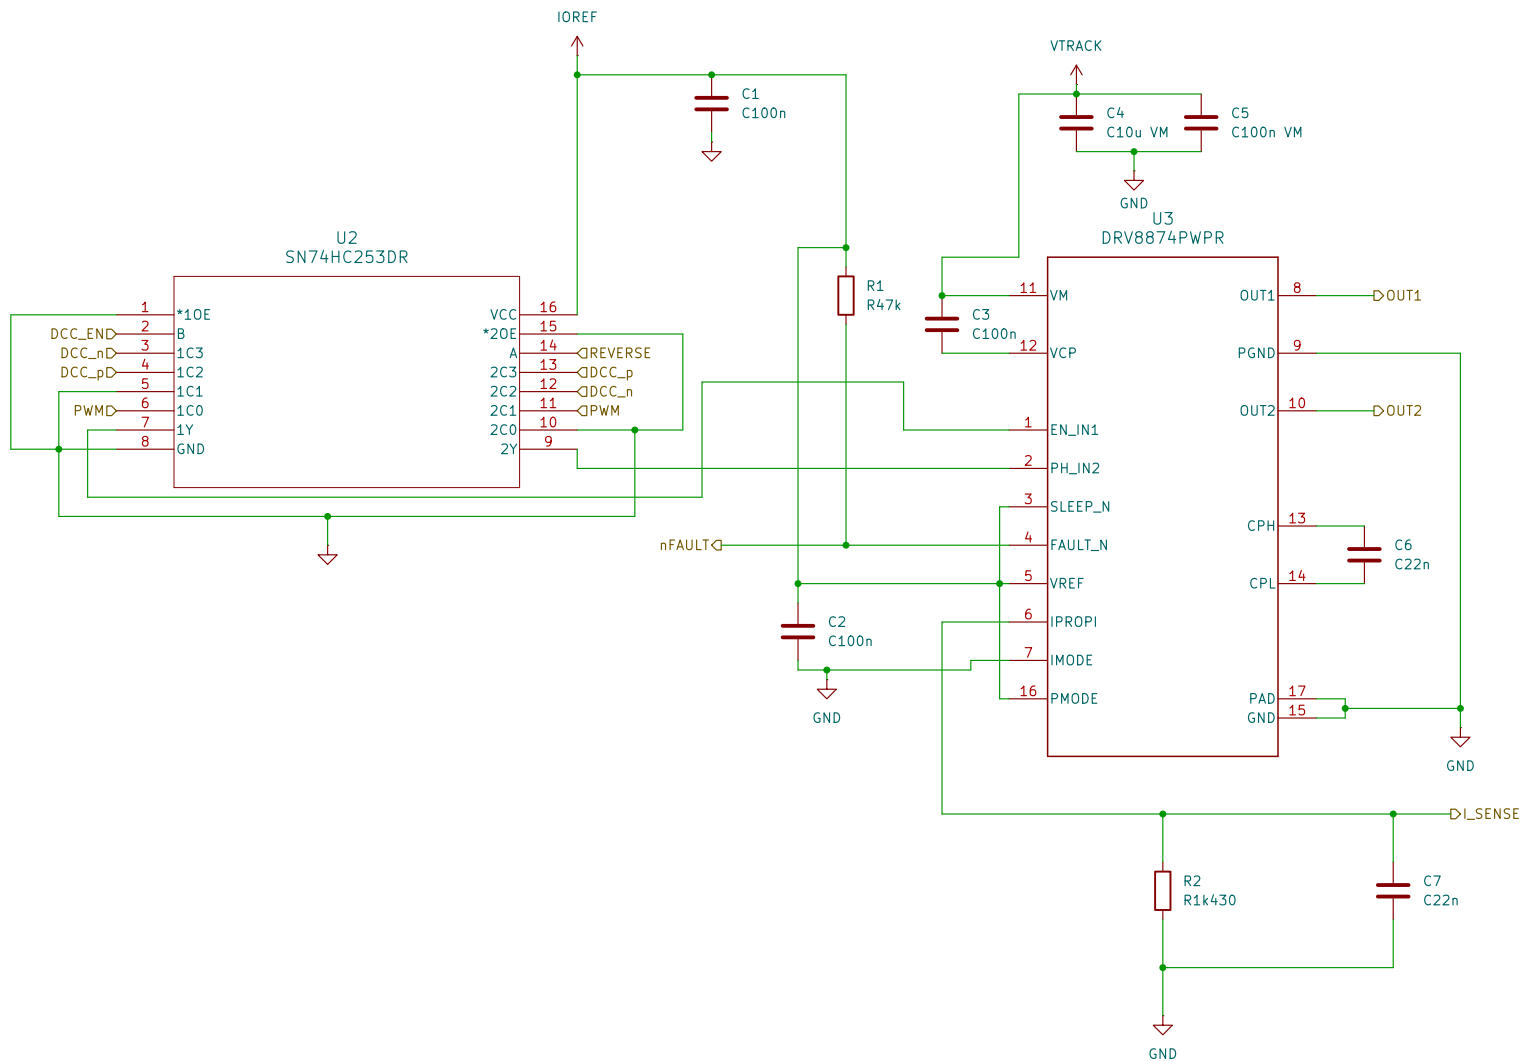 IOREF
VTRACK
C1
C100n
C4
C10u VM
C5
C100n VM
GND
U2
SN74HC253DR
1
*1OE
DCC_EN
2
B
DCC_n
3
1C3
DCC_p
4
1C2
5
1C1
PWM
6
1C0
7
1Y
8
GND
VCC
16
*2OE
15
A
14
REVERSE
2C3
13
DCC_p
2C2
12
DCC_n
2C1
11
PWM
2C0
10
2Y
9
R1
R47k
C3
C100n
U3
DRV8874PWPR
11
VM
12
VCP
1
EN_IN1
2
PH_IN2
3
SLEEP_N
nFAULT
4
FAULT_N
5
VREF
6
IPROPI
7
IMODE
16
PMODE
OUT1
8
OUT1
PGND
9
OUT2
10
OUT2
CPH
13
C6
C22n
CPL
14
PAD
17
GND
15
GND
C2
C100n
GND
I_SENSE
R2
R1k430
C7
C22n
GND